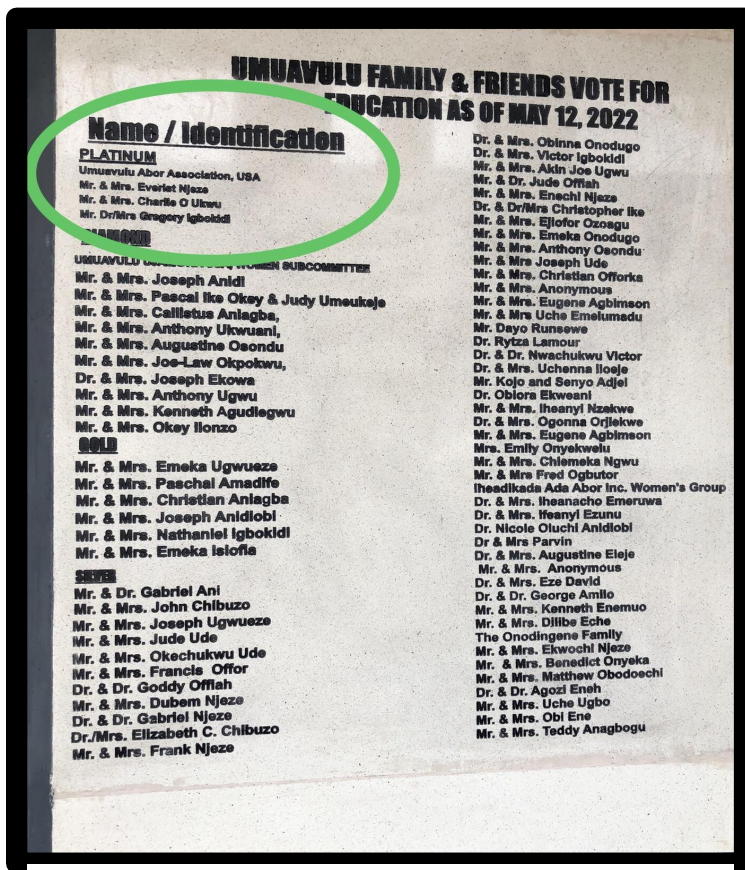 UMUAVULU FAMILY & FRIENDS VOTE FOR
EDUCATION AS OF MAY 12, 2022
Name / Identification
PLATINUM
Umuavulu Abor Association, USA
Mr. & Mrs. Everist Njeze
Mr. & Mrs. Charlie O Ukwu
Mr. Dr/Mrs Gregory Igbokidi
DIAMOND
UMUAVULU WOMEN SUBCOMMITTEE
Mr. & Mrs. Joseph Anidi
Mr. & Mrs. Pascal Ike Okey & Judy Umeukeje
Mr. & Mrs. Callistus Aniagba,
Mr. & Mrs. Anthony Ukwuani,
Mr. & Mrs. Augustine Osondu
Mr. & Mrs. Joe-Law Okpokwu,
Dr. & Mrs. Joseph Ekowa
Mr. & Mrs. Anthony Ugwu
Mr. & Mrs. Kenneth Agudiegwu
Mr. & Mrs. Okey Ilonzo
GOLD
Mr. & Mrs. Emeka Ugwueze
Mr. & Mrs. Paschal Amadife
Mr. & Mrs. Christian Aniagba
Mr. & Mrs. Joseph Anidiobi
Mr. & Mrs. Nathaniel Igbokidi
Mr. & Mrs. Emeka Isiofia
SILVER
Mr. & Dr. Gabriel Ani
Mr. & Mrs. John Chibuzo
Mr. & Mrs. Joseph Ugwueze
Mr. & Mrs. Jude Ude
Mr. & Mrs. Okechukwu Ude
Mr. & Mrs. Francis Offor
Dr. & Dr. Goddy Offiah
Mr. & Mrs. Dubem Njeze
Dr. & Dr. Gabriel Njeze
Dr./Mrs. Elizabeth C. Chibuzo
Mr. & Mrs. Frank Njeze
Dr. & Mrs. Obinna Onodugo
Dr. & Mrs. Victor Igbokidi
Mr. & Mrs. Akin Joe Ugwu
Mr. & Dr. Jude Offiah
Mr. & Mrs. Enechi Njeze
Dr. & Dr/Mrs Christopher Ike
Mr. & Mrs. Ejiofor Ozoagu
Mr. & Mrs. Emeka Onodugo
Mr. & Mrs. Anthony Osondu
Mr. & Mrs Joseph Ude
Mr. & Mrs. Christian Offorka
Mr. & Mrs. Anonymous
Mr. & Mrs. Eugene Agbimson
Mr. & Mrs Uche Emelumadu
Mr. Dayo Runsewe
Dr. Rytza Lamour
Dr. & Dr. Nwachukwu Victor
Dr. & Mrs. Uchenna Iloeje
Mr. Kojo and Senyo Adjei
Dr. Obiora Ekweani
Mr. & Mrs. Iheanyi Nzekwe
Dr. & Mrs. Ogonna Orjiekwe
Mr. & Mrs. Eugene Agbimson
Mrs. Emily Onyekwelu
Mr. & Mrs. Chiemeka Ngwu
Mr. & Mrs Fred Ogbutor
Iheadikada Ada Abor Inc. Women's Group
Dr. & Mrs. Iheanacho Emeruwa
Dr. & Mrs. Ifeanyi Ezunu
Dr. Nicole Oluchi Anidiobi
Dr & Mrs Parvin
Dr. & Mrs. Augustine Eleje
Mr. & Mrs. Anonymous
Dr. & Mrs. Eze David
Dr. & Dr. George Amilo
Mr. & Mrs. Kenneth Enemuo
Mr. & Mrs. Dilibe Eche
The Onodingene Family
Mr. & Mrs. Ekwochi Njeze
Mr. & Mrs. Benedict Onyeka
Mr. & Mrs. Matthew Obodoechi
Dr. & Dr. Agozi Eneh
Mr. & Mrs. Uche Ugbo
Mr. & Mrs. Obi Ene
Mr. & Mrs. Teddy Anagbogu